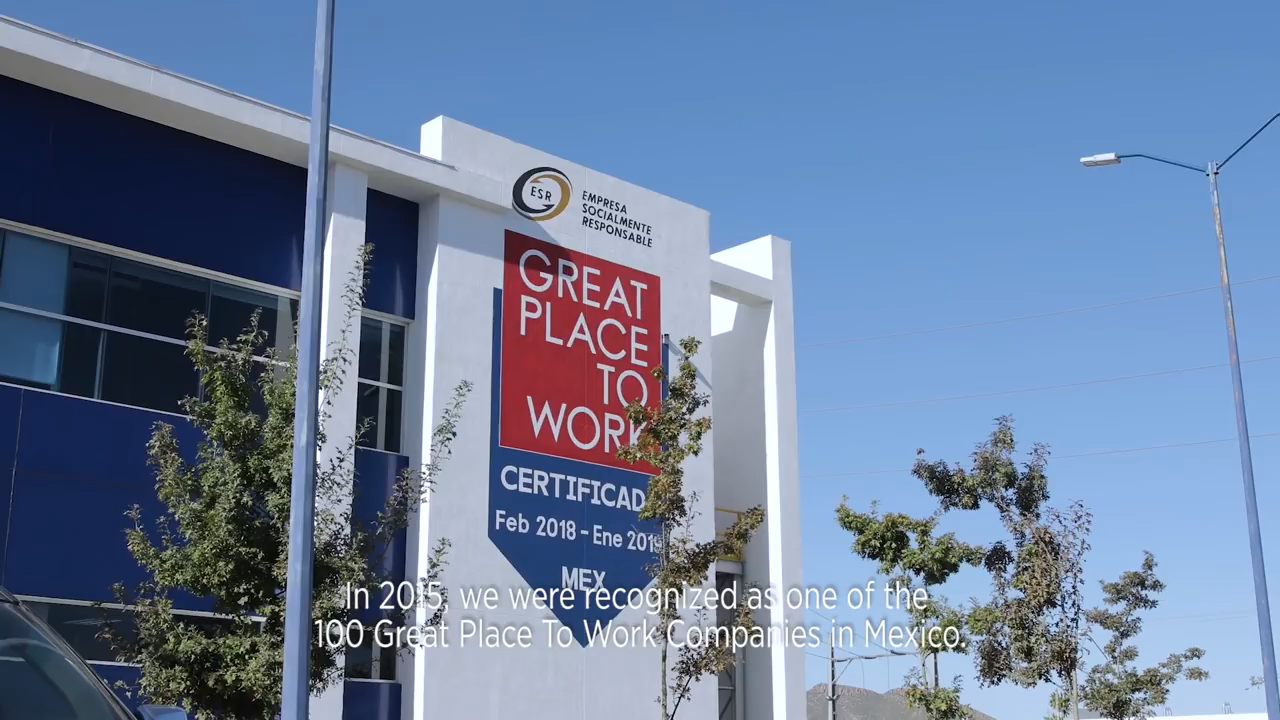 ESR
EMPRESA
SOCIALMENTE
RESPONSABLE
GREAT
PLACE
TO
WORK
CERTIFICAD
Feb 2018 - Ene 2019
MEX
In 2015, we were recognized as one of the
100 Great Place To Work Companies in Mexico.